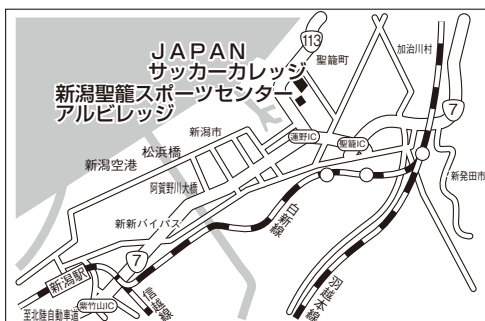 113
JAPAN
サッカーカレッジ
新潟聖籠スポーツセンター
アルビレッジ
聖籠町
加治川村
7
新潟市
蓮野IC
聖籠IC
松浜橋
新潟空港
阿賀野川大橋
新発田市
新新バイパス
白新線
7
新潟駅
紫竹山IC
信越線
羽越本線
至北陸自動車道